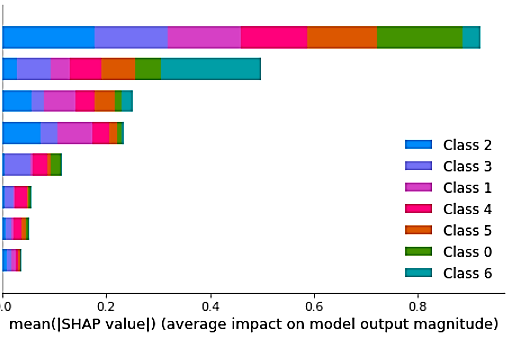 Class 2
Class 3
Class 1
Class 4
Class 5
Class 0
Class 6
0.0 0.2 0.4 0.6 0.8
mean(|SHAP value|) (average impact on model output magnitude)